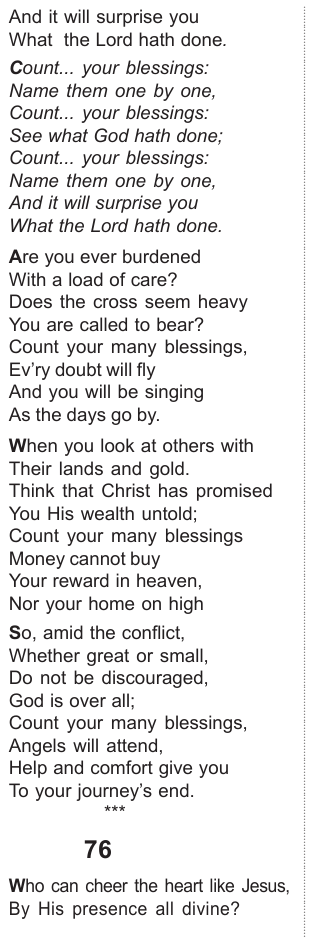 And it will surprise you
What  the Lord hath done.
Count... your blessings:
Name them one by one,
Count... your blessings:
See what God hath done;
Count... your blessings:
Name them one by one,
And it will surprise you
What the Lord hath done.
Are you ever burdened
With a load of care?
Does the cross seem heavy
You are called to bear?
Count your many blessings,
Ev’ry doubt will fly
And you will be singing
As the days go by.
When you look at others with
Their lands and gold.
Think that Christ has promised
You His wealth untold;
Count your many blessings
Money cannot buy
Your reward in heaven,
Nor your home on high
So, amid the conflict,
Whether great or small,
Do not be discouraged,
God is over all;
Count your many blessings,
Angels will attend,
Help and comfort give you
To your journey’s end.
***
76
Who can cheer the heart like Jesus,
By His presence all divine?